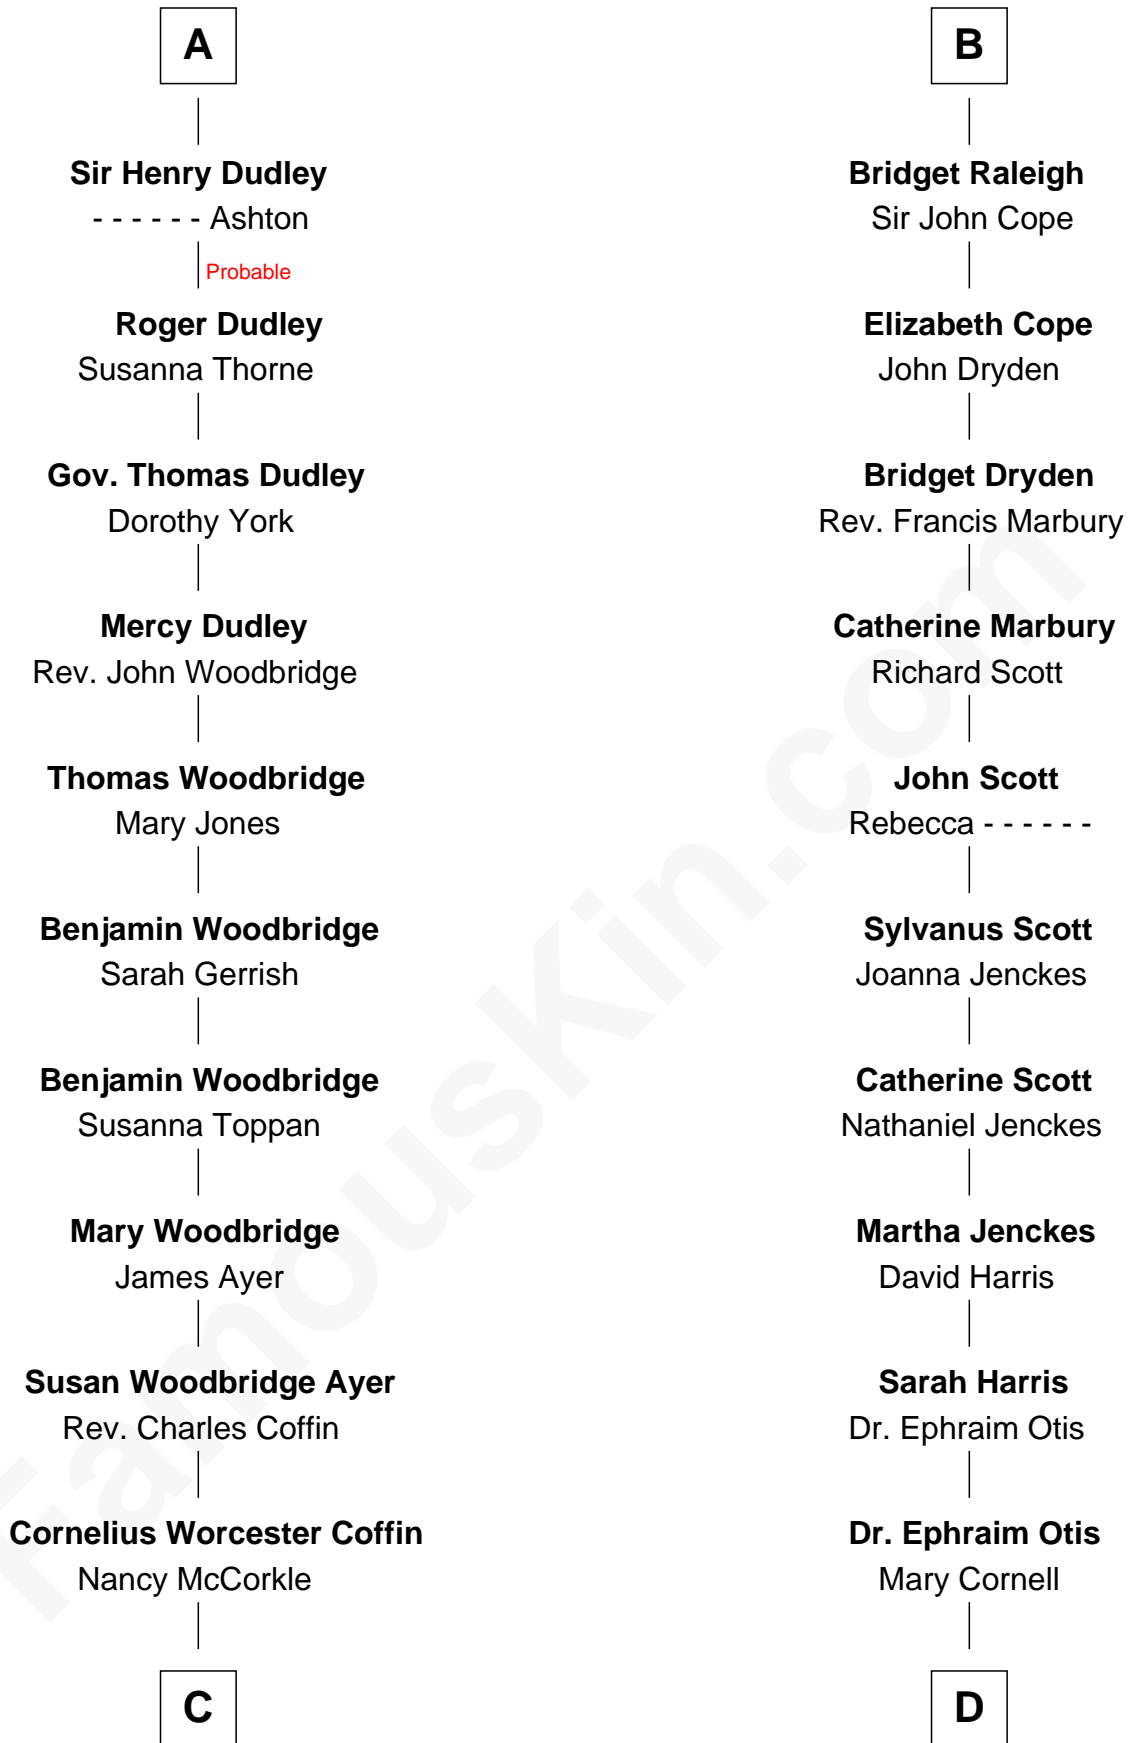 A
Sir Henry Dudley
- - - - - - Ashton
Probable
Roger Dudley
Susanna Thorne
Gov. Thomas Dudley
Dorothy York
Mercy Dudley
Rev. John Woodbridge
Thomas Woodbridge
Mary Jones
Benjamin Woodbridge
Sarah Gerrish
Benjamin Woodbridge
Susanna Toppan
Mary Woodbridge
James Ayer
Susan Woodbridge Ayer
Rev. Charles Coffin
Cornelius Worcester Coffin
Nancy McCorkle
C
B
Bridget Raleigh
Sir John Cope
Elizabeth Cope
John Dryden
Bridget Dryden
Rev. Francis Marbury
Catherine Marbury
Richard Scott
John Scott
Rebecca - - - - - -
Sylvanus Scott
Joanna Jenckes
Catherine Scott
Nathaniel Jenckes
Martha Jenckes
David Harris
Sarah Harris
Dr. Ephraim Otis
Dr. Ephraim Otis
Mary Cornell
D
FamousKin.com